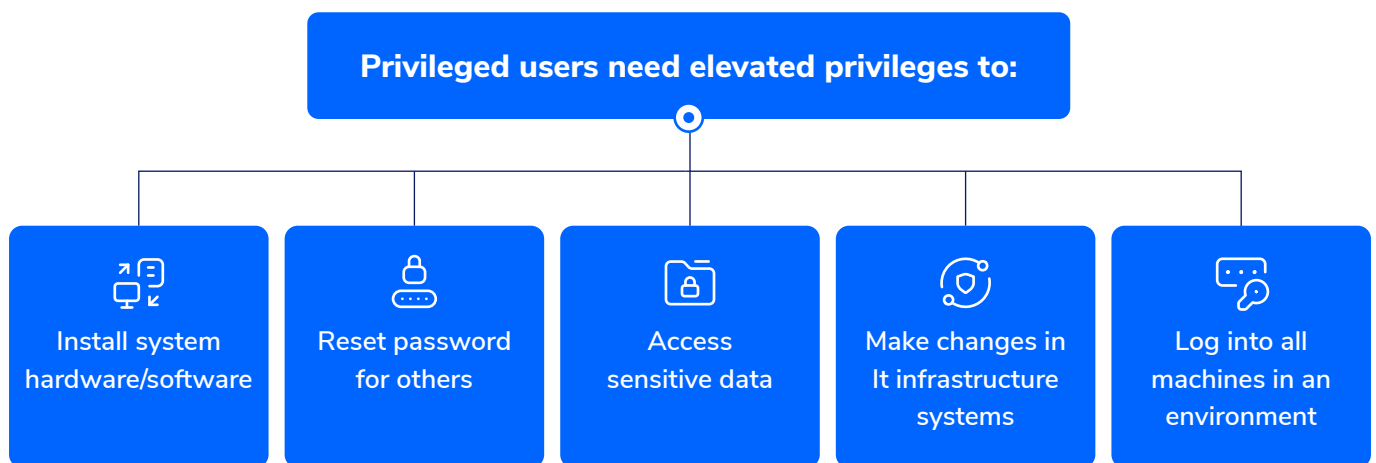 Privileged users need elevated privileges to:
Install system
hardware/software
Reset password
for others
Access
sensitive data
Make changes in
It infrastructure
systems
Log into all
machines in an
environment